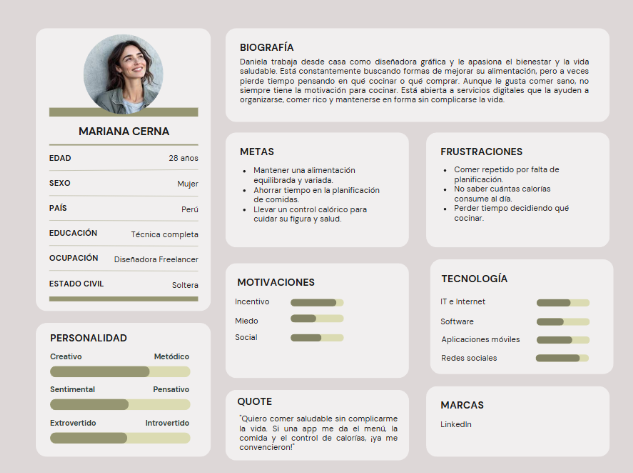 MARIANA CERNA
EDAD 28 años
SEXO Mujer
PAÍS Perú
EDUCACIÓN Técnica completa
OCUPACIÓN Diseñadora Freelancer
ESTADO CIVIL Soltera
PERSONALIDAD
Creativo Metódico
Sentimental Pensativo
Extrovertido Introvertido
BIOGRAFÍA
Daniela trabaja desde casa como diseñadora gráfica y le apasiona el bienestar y la vida
saludable. Está constantemente buscando formas de mejorar su alimentación, pero a veces
pierde tiempo pensando en qué cocinar o qué comprar. Aunque le gusta comer sano, no
siempre tiene la motivación para cocinar. Está abierta a servicios digitales que la ayuden a
organizarse, comer rico y mantenerse en forma sin complicarse la vida.
METAS
• Mantener una alimentación
equilibrada y variada.
• Ahorrar tiempo en la planificación
de comidas.
• Llevar un control calórico para
cuidar su figura y salud.
FRUSTRACIONES
• Comer repetido por falta de
planificación.
• No saber cuántas calorías
consume al día.
• Perder tiempo decidiendo qué
cocinar.
MOTIVACIONES
Incentivo
Miedo
Social
TECNOLOGÍA
IT e Internet
Software
Aplicaciones móviles
Redes sociales
QUOTE
"Quiero comer saludable sin complicarme
la vida. Si una app me da el menú, la
comida y el control de calorías, ¡ya me
convencieron!"
MARCAS
LinkedIn